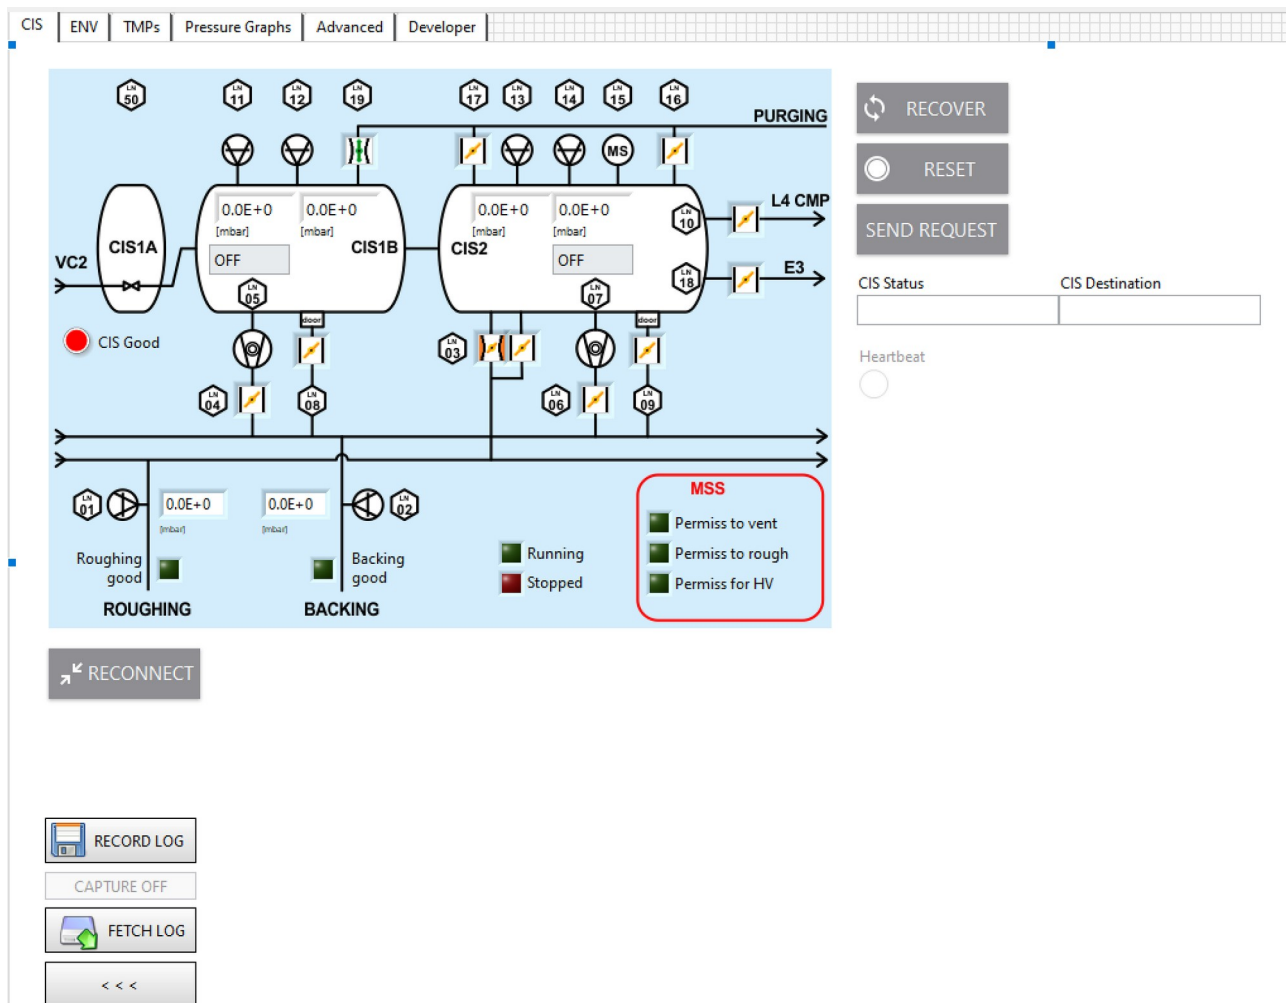 CIS ENV TMPs Pressure Graphs Advanced Developer
LN 50 LN 11 LN 12 LN 19 LN 17 LN 13 LN 14 LN 15 LN 16
PURGING
MS
RECOVER
RESET
SEND REQUEST
0.0E+0 0.0E+0 0.0E+0 0.0E+0
[mbar] [mbar] [mbar] [mbar]
LN 10
L4 CMP
CIS1A CIS1B CIS2
VC2
OFF OFF
LN 18
E3
LN 05 LN 07
CIS Status CIS Destination
door door
CIS Good
LN 03
Heartbeat
LN 04 LN 08 LN 06 LN 09
MSS
LN 01 0.0E+0 0.0E+0 LN 02
[mbar] [mbar]
Permiss to vent
Permiss to rough
Permiss for HV
Roughing
good
Backing
good
Running
Stopped
ROUGHING BACKING
RECONNECT
RECORD LOG
CAPTURE OFF
FETCH LOG
< < <